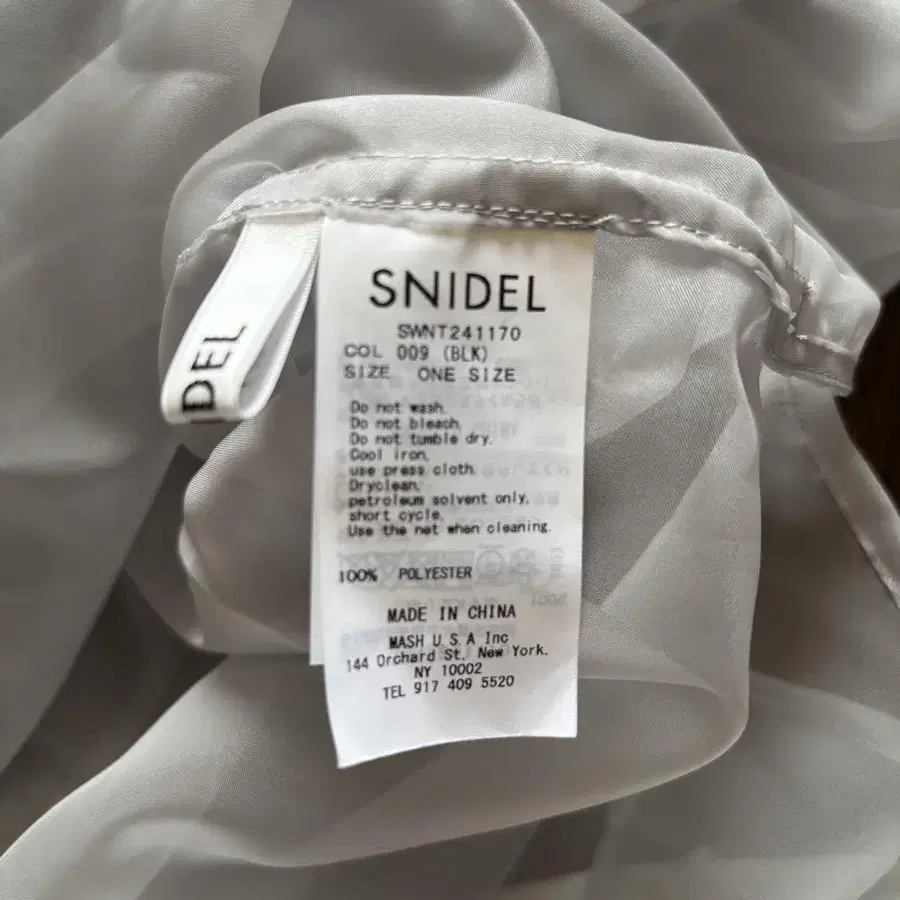 DEL
SNIDEL
SWNT241170
COL 009 (BLK)
SIZE ONE SIZE
Do not wash.
Do not bleach.
Do not tumble dry.
Cool iron,
use press cloth.
Dryclean,
petroleum solvent only,
short cycle.
Use the net when cleaning.
100% POLYESTER
MADE IN CHINA
MASH U.S.A Inc
144 Orchard St. New York.
NY 10002
TEL 917 409 5520